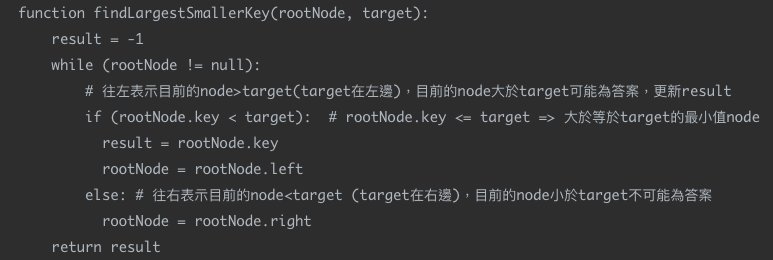 function findLargestSmallerKey(rootNode, target):
    result = -1
    while (rootNode != null):
        # 往左表示目前的node>target(target在左邊),目前的node大於target可能為答案,更新result
        if (rootNode.key < target):  # rootNode.key <= target => 大於等於target的最小值node
          result = rootNode.key
          rootNode = rootNode.left
        else: # 往右表示目前的node<target (target在右邊),目前的node小於target不可能為答案
          rootNode = rootNode.right
    return result